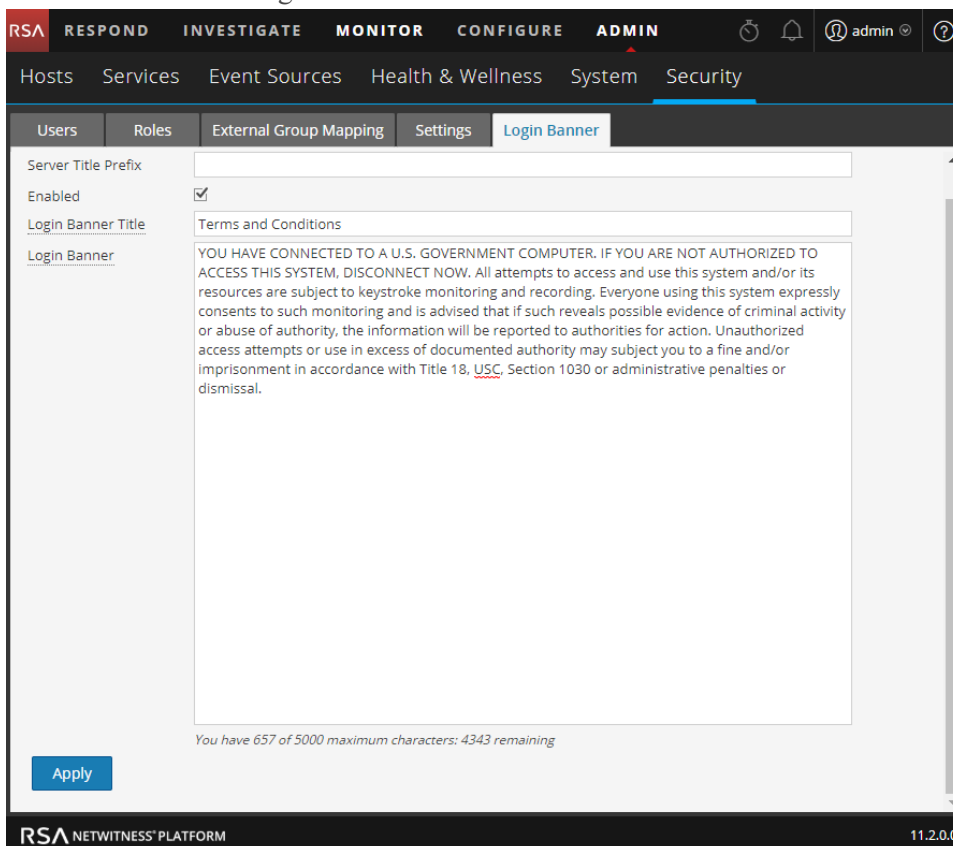 RSA RESPOND INVESTIGATE MONITOR CONFIGURE ADMIN admin ?
Hosts Services Event Sources Health & Wellness System Security
Users Roles External Group Mapping Settings Login Banner
Server Title Prefix
Enabled
Login Banner Title Terms and Conditions
Login Banner YOU HAVE CONNECTED TO A U.S. GOVERNMENT COMPUTER. IF YOU ARE NOT AUTHORIZED TO
ACCESS THIS SYSTEM, DISCONNECT NOW. All attempts to access and use this system and/or its
resources are subject to keystroke monitoring and recording. Everyone using this system expressly
consents to such monitoring and is advised that if such reveals possible evidence of criminal activity
or abuse of authority, the information will be reported to authorities for action. Unauthorized
access attempts or use in excess of documented authority may subject you to a fine and/or
imprisonment in accordance with Title 18, USC, Section 1030 or administrative penalties or
dismissal.
You have 657 of 5000 maximum characters: 4343 remaining
Apply
RSA NETWITNESS® PLATFORM 11.2.0.0